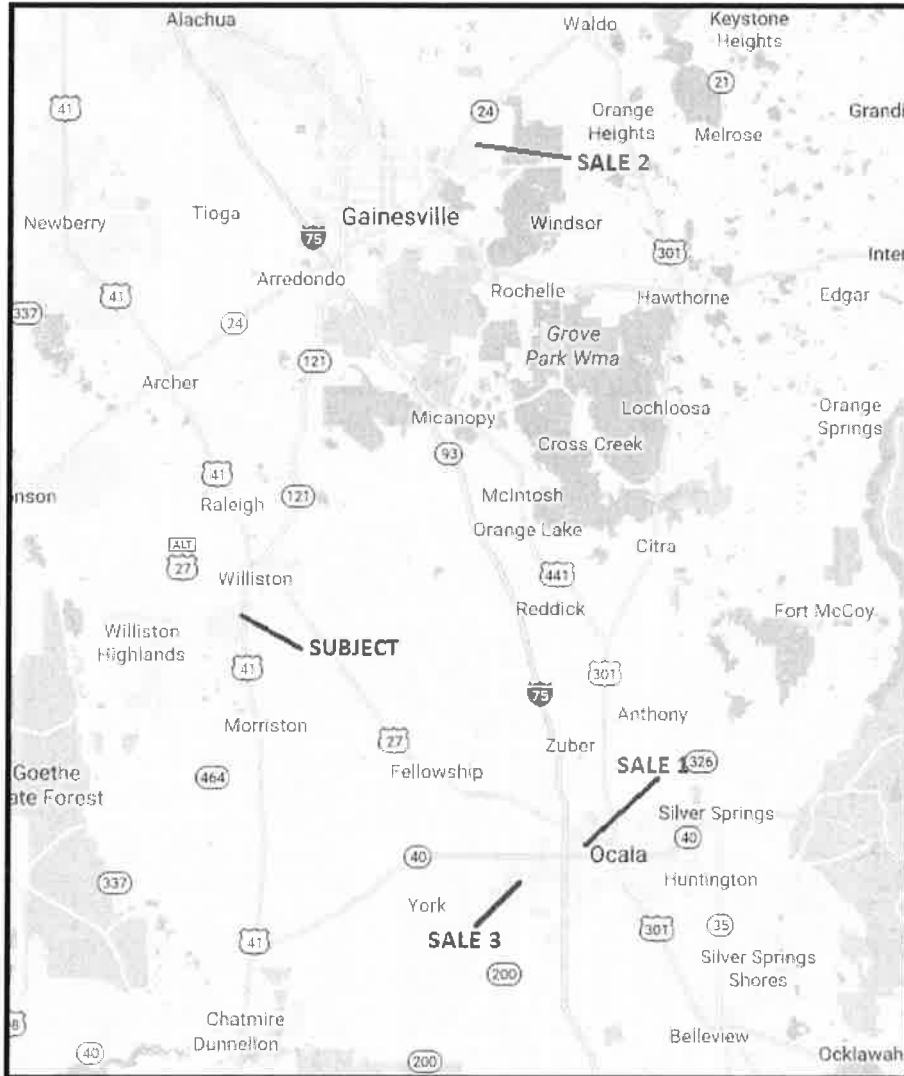 Alachua
Waldo
Keystone
Heights
41
21
24
Orange
Heights
Grandi
Melrose
SALE 2
Tioga
Newberry
Gainesville
Windsor
75
301
Inter
Arredondo
41
Rochelle
Hawthorne
Edgar
337
24
Grove
Park Wma
121
Archer
Lochloosa
Orange
Springs
Micanopy
Cross Creek
93
41
nson
Raleigh
121
McIntosh
Orange Lake
Citra
ALT
27
Williston
441
Reddick
Fort McCoy
Williston
Highlands
SUBJECT
41
301
75
Morriston
Anthony
27
Zuber
Goethe
ate Forest
464
Fellowship
SALE 1
326
Silver Springs
40
40
Ocala
337
Huntington
York
SALE 3
41
301
35
200
Silver Springs
Shores
8
Chatmire
Dunnellon
Belleview
40
200
Ocklawah